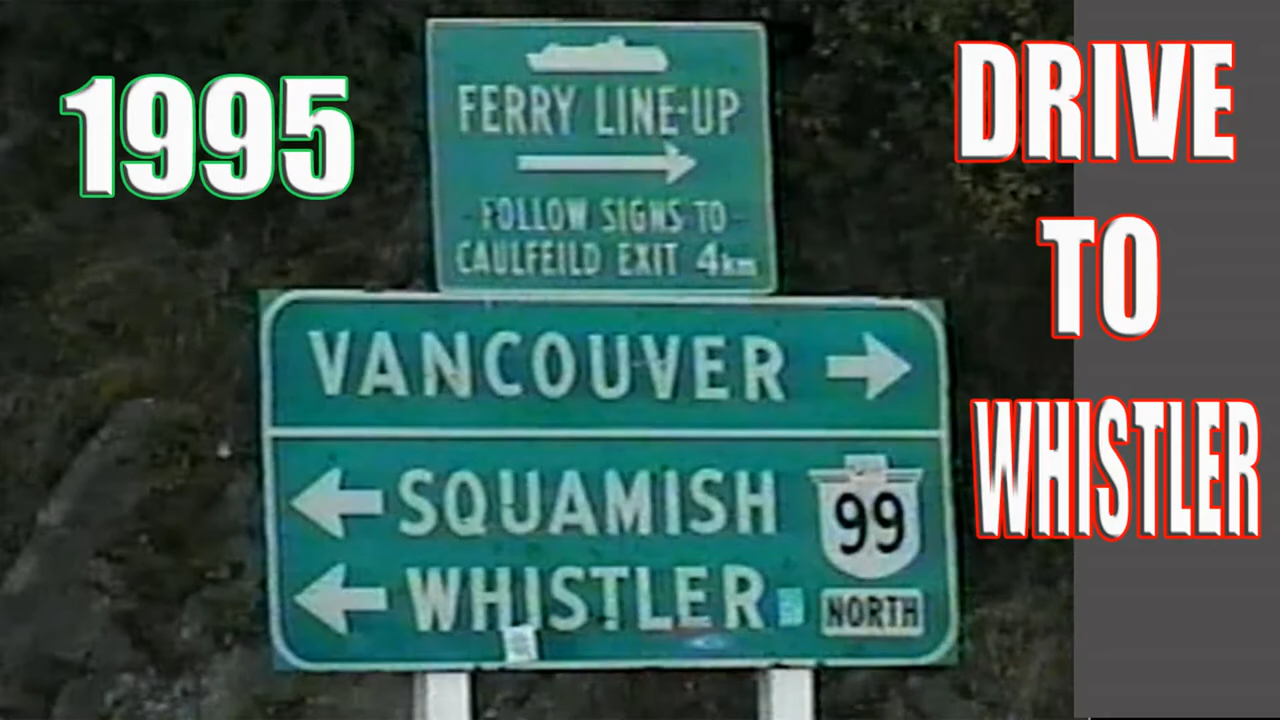 1995
DRIVE
TO
WHISTLER
FERRY LINE-UP
FOLLOW SIGNS TO
CAULFEILD EXIT 4km
VANCOUVER
SQUAMISH
WHISTLER
99
NORTH